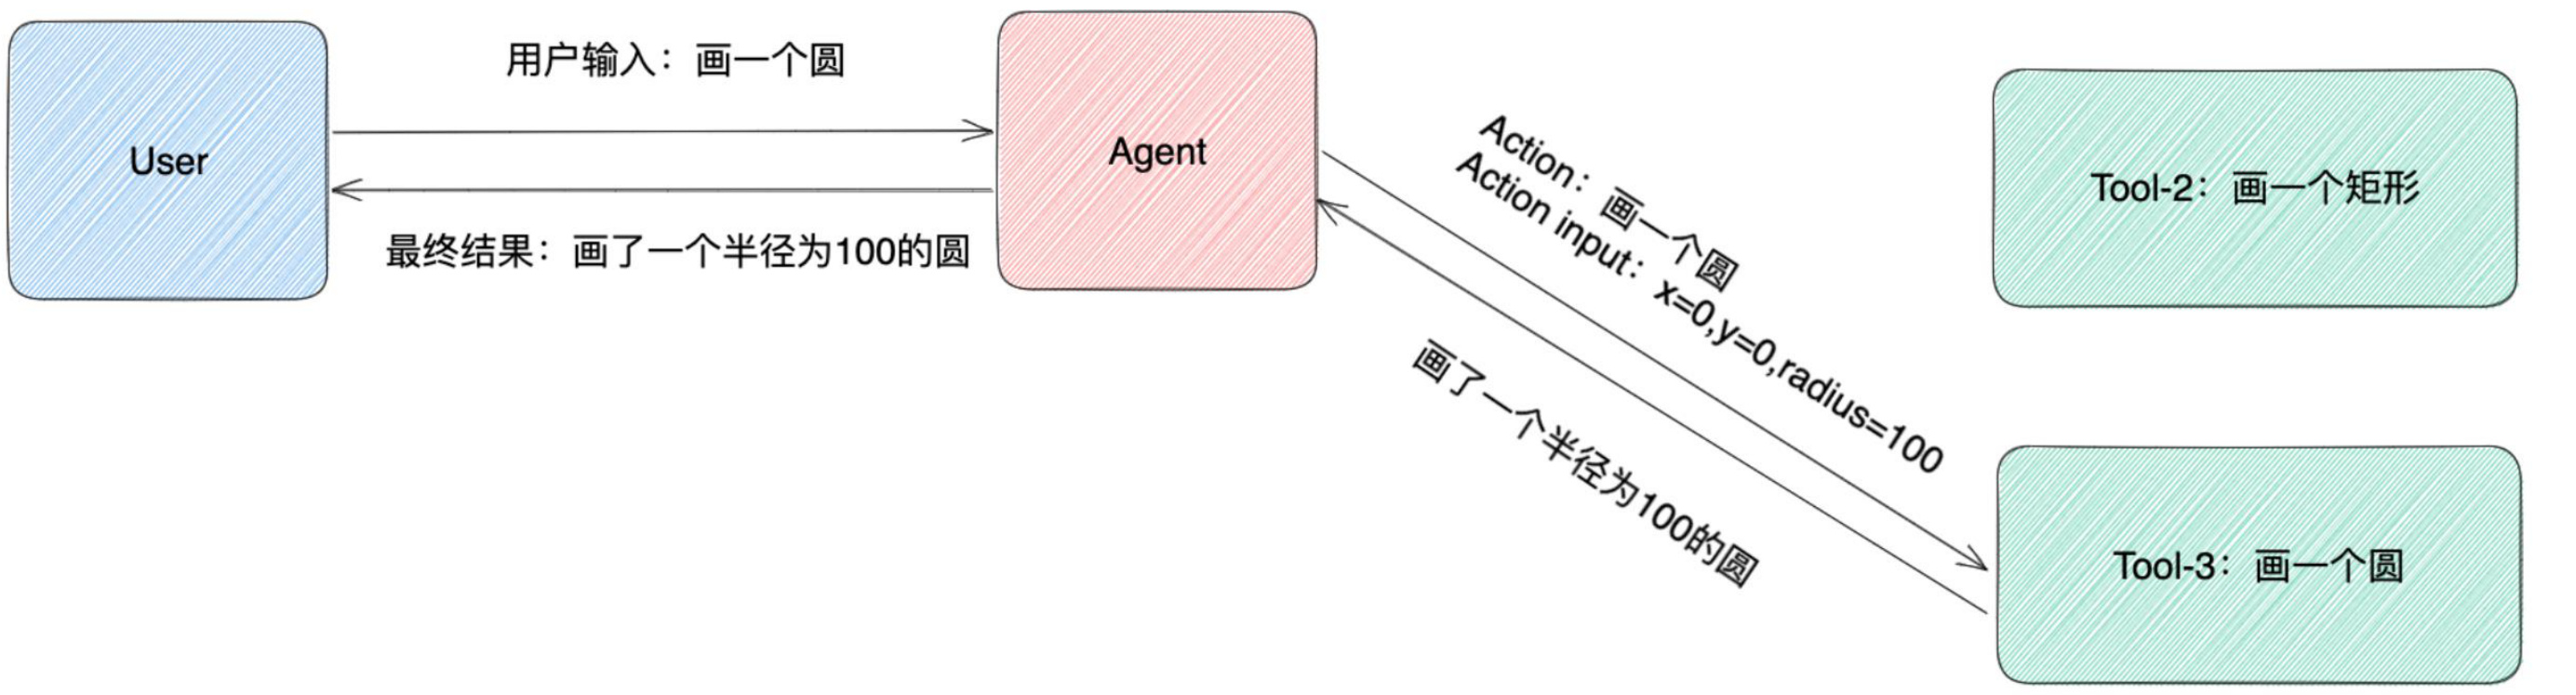 User
用户输入：画一个圆
最终结果：画了一个半径为100的圆
Agent
Action：画一个圆
Action input：x=0,y=0,radius=100
画了一个半径为100的圆
Tool-2：画一个矩形
Tool-3：画一个圆